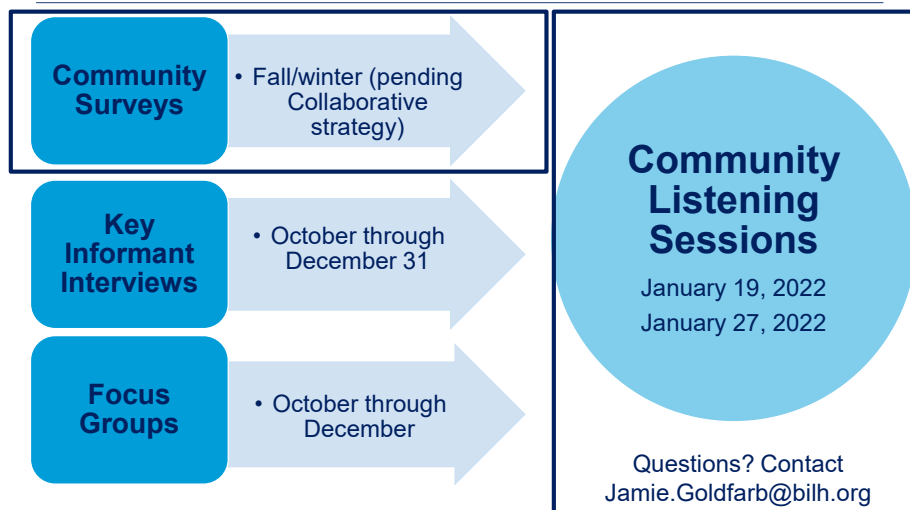 Community
Surveys
• Fall/winter (pending
Collaborative
strategy)
Key
Informant
Interviews
• October through
December 31
Focus
Groups
• October through
December
Community
Listening
Sessions
January 19, 2022
January 27, 2022
Questions? Contact
Jamie.Goldfarb@bilh.org